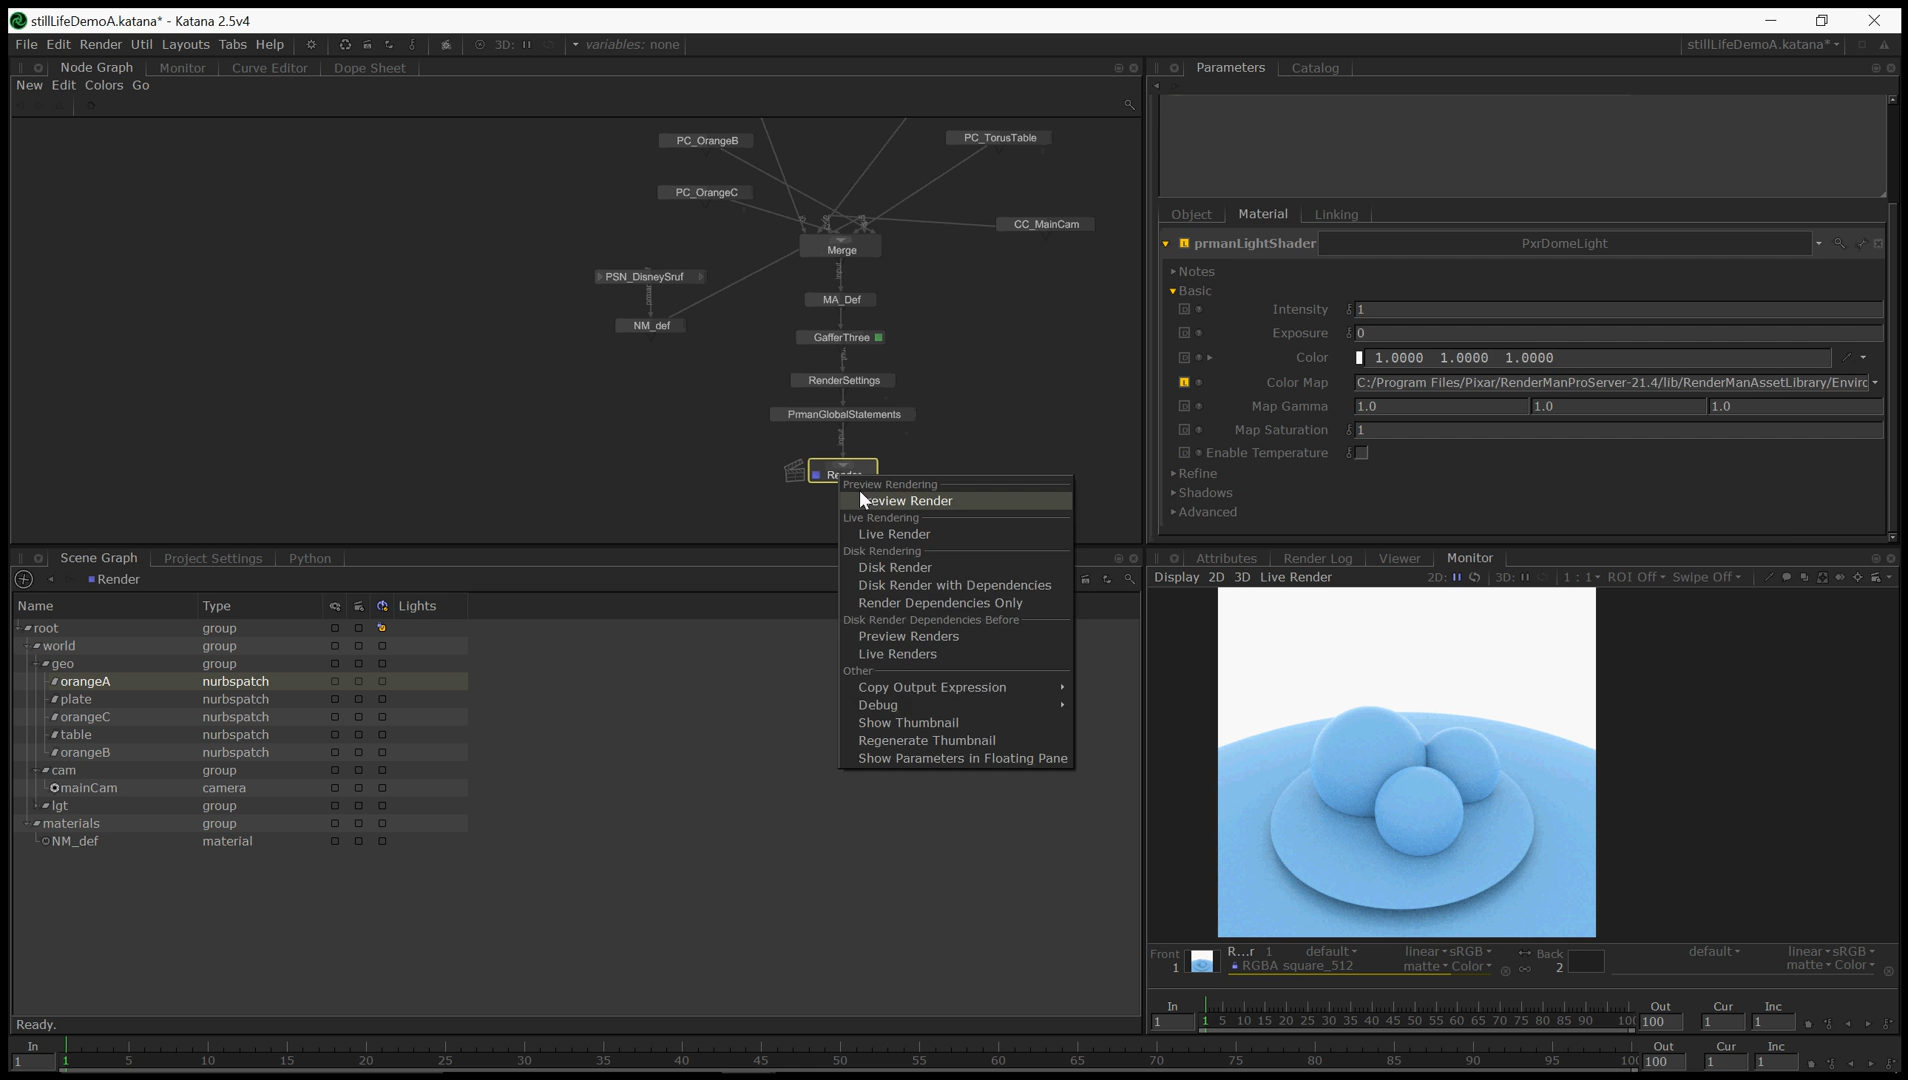 stillLifeDemoA.katana* - Katana 2.5v4
File Edit Render Util Layouts Tabs Help 3D: variables: none stillLifeDemoA.katana*
Node Graph Monitor Curve Editor Dope Sheet
New Edit Colors Go
PC_OrangeB
PC_TorusTable
PC_OrangeC
CC_MainCam
Merge
input
PSN_DisneySruf
MA_Def
NM_def
GafferThree
RenderSettings
PrmanGlobalStatements
input
Parameters Catalog
Object Material Linking
prmanLightShader PxrDomeLight
Notes
Basic
Intensity 1
Exposure 0
Color 1.0000 1.0000 1.0000
Color Map C:/Program Files/Pixar/RenderManProServer-21.4/lib/RenderManAssetLibrary/Enviro
Map Gamma 1.0 1.0 1.0
Map Saturation 1
Enable Temperature
Refine
Shadows
Advanced
Preview Rendering
eview Render
Live Rendering
Live Render
Disk Rendering
Disk Render
Disk Render with Dependencies
Render Dependencies Only
Disk Render Dependencies Before
Preview Renders
Live Renders
Other
Copy Output Expression
Debug
Show Thumbnail
Regenerate Thumbnail
Show Parameters in Floating Pane
Scene Graph Project Settings Python
Render
Name Type Lights
root group
world group
geo group
orangeA nurbspatch
plate nurbspatch
orangeC nurbspatch
table nurbspatch
orangeB nurbspatch
cam group
mainCam camera
lgt group
materials group
NM_def material
Ready.
Attributes Render Log Viewer Monitor
Display 2D 3D Live Render 2D: 3D: 1 : 1 ROI Off Swipe Off
Front R...r 1 default linear sRGB Back default linear sRGB
1 RGBA square_512 matte Color 2 matte Color
In Out Cur Inc
1 1 5 10 15 20 25 30 35 40 45 50 55 60 65 70 75 80 85 90 100 1 1
In Out Cur Inc
1 1 5 10 15 20 25 30 35 40 45 50 55 60 65 70 75 80 85 90 95 100 1 1